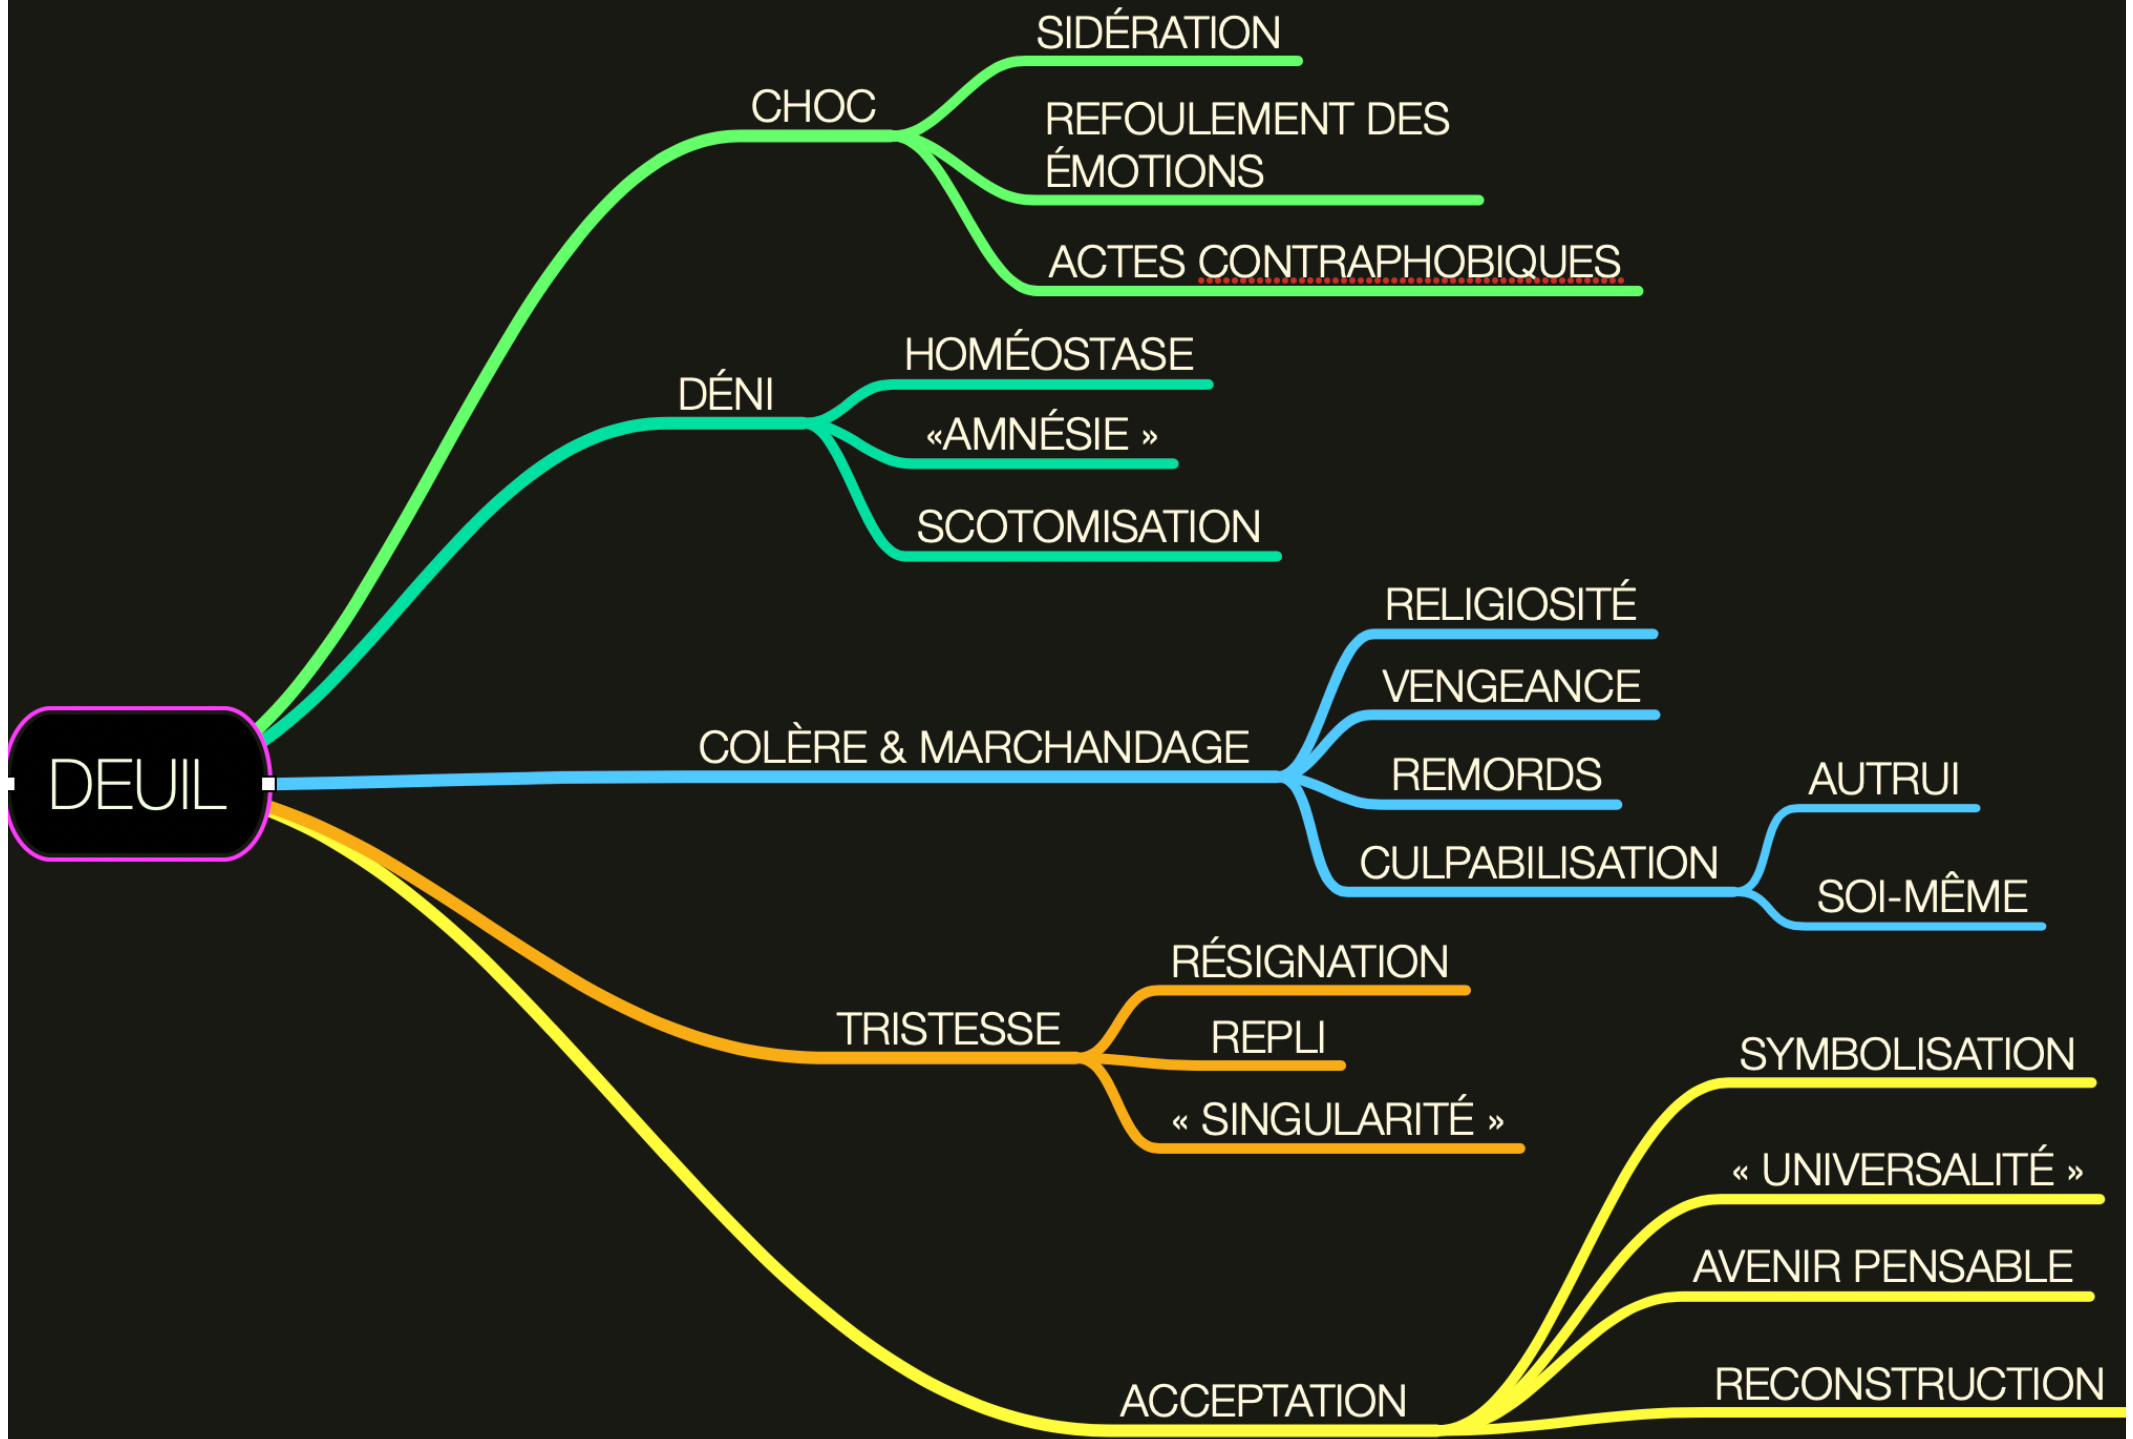 SIDÉRATION
CHOC
REFOULEMENT DES
ÉMOTIONS
ACTES CONTRAPHOBIQUES
HOMÉOSTASE
DÉNI
«AMNÉSIE »
SCOTOMISATION
RELIGIOSITÉ
VENGEANCE
COLÈRE & MARCHANDAGE
REMORDS
AUTRUI
CULPABILISATION
SOI-MÊME
DEUIL
RÉSIGNATION
TRISTESSE
REPLI
« SINGULARITÉ »
SYMBOLISATION
« UNIVERSALITÉ »
AVENIR PENSABLE
RECONSTRUCTION
ACCEPTATION